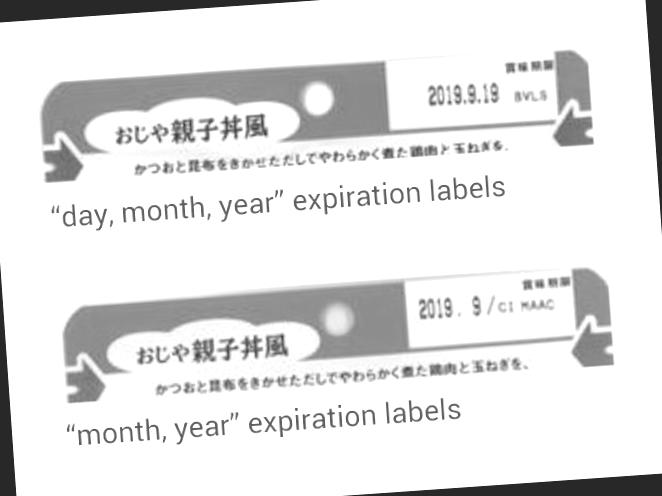 賞味期限
2019.9.19 BVLS
おじや親子丼風
かつおと昆布をきかせただしでやわらかく煮た鶏肉と玉ねぎを、
“day, month, year” expiration labels
賞味期限
2019. 9/CI MAAC
おじや親子丼風
かつおと昆布をきかせただしでやわらかく煮た鶏肉と玉ねぎを、
“month, year” expiration labels